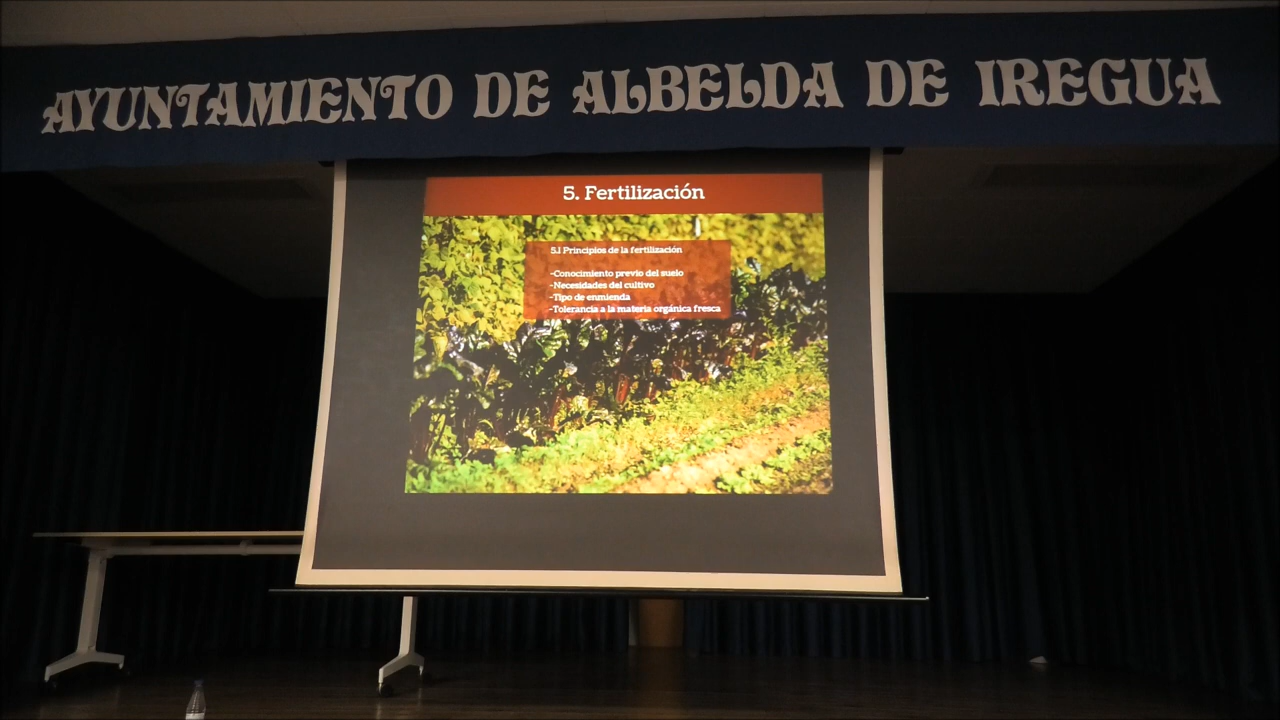 AYUNTAMIENTO DE ALBELDA DE IREGUA
5. Fertilización
5.1 Principios de la fertilización
-Conocimiento previo del suelo
-Necesidades del cultivo
-Tipo de enmienda
-Tolerancia a la materia orgánica fresca